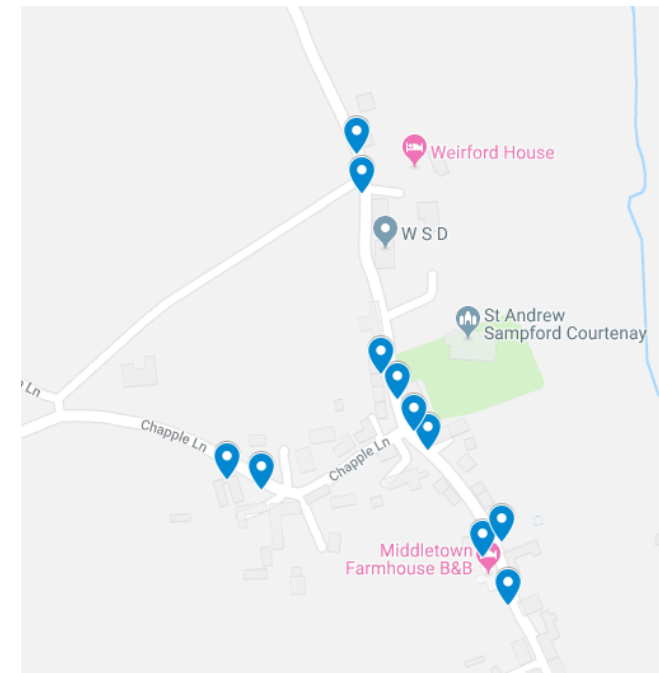 Weirford House
W S D
St Andrew
Sampford Courtenay
Ln
Chapple Ln
Chapple Ln
Middletown
Farmhouse B&B